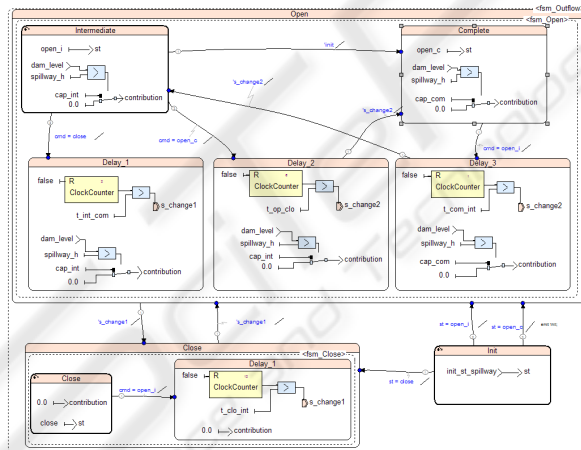 <fsm_Outflow
Open
<fsm_Open>
Intermediate
open_i
st
dam_level
spillway_h
>
cap_int
0.0
contribution
'init
Complete
open_c
st
dam_level
spillway_h
>
cap_com
0.0
contribution
's_change2
's_change2
cmd = close
cmd = open_c
cmd = open_i
Delay_1
false
R
ClockCounter
>
s_change1
t_int_com
dam_level
spillway_h
>
cap_int
0.0
contribution
Delay_2
false
R
ClockCounter
>
s_change2
t_op_clo
dam_level
spillway_h
>
cap_int
0.0
contribution
Delay_3
false
R
ClockCounter
>
s_change2
t_com_int
dam_level
spillway_h
>
cap_com
0.0
contribution
's_change1
's_change1
st = open_i
st = open_c
Close
<fsm_Close>
Close
0.0
contribution
close
st
cmd = open_i
Delay_1
false
R
ClockCounter
>
s_change1
t_clo_int
0.0
contribution
st = close
Init
init_st_spillway
st